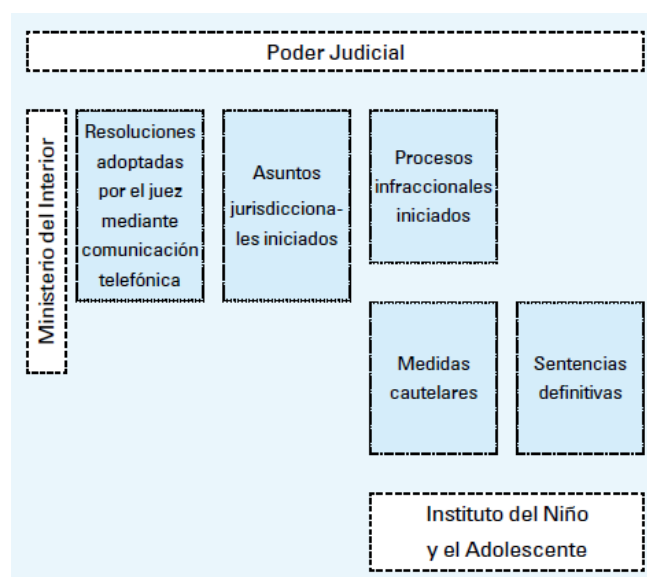 Poder Judicial
Ministerio del Interior
Resoluciones
adoptadas
por el juez
mediante
comunicación
telefónica
Asuntos
jurisdicciona-
les iniciados
Procesos
infraccionales
iniciados
Medidas
cautelares
Sentencias
definitivas
Instituto del Niño
y el Adolescente